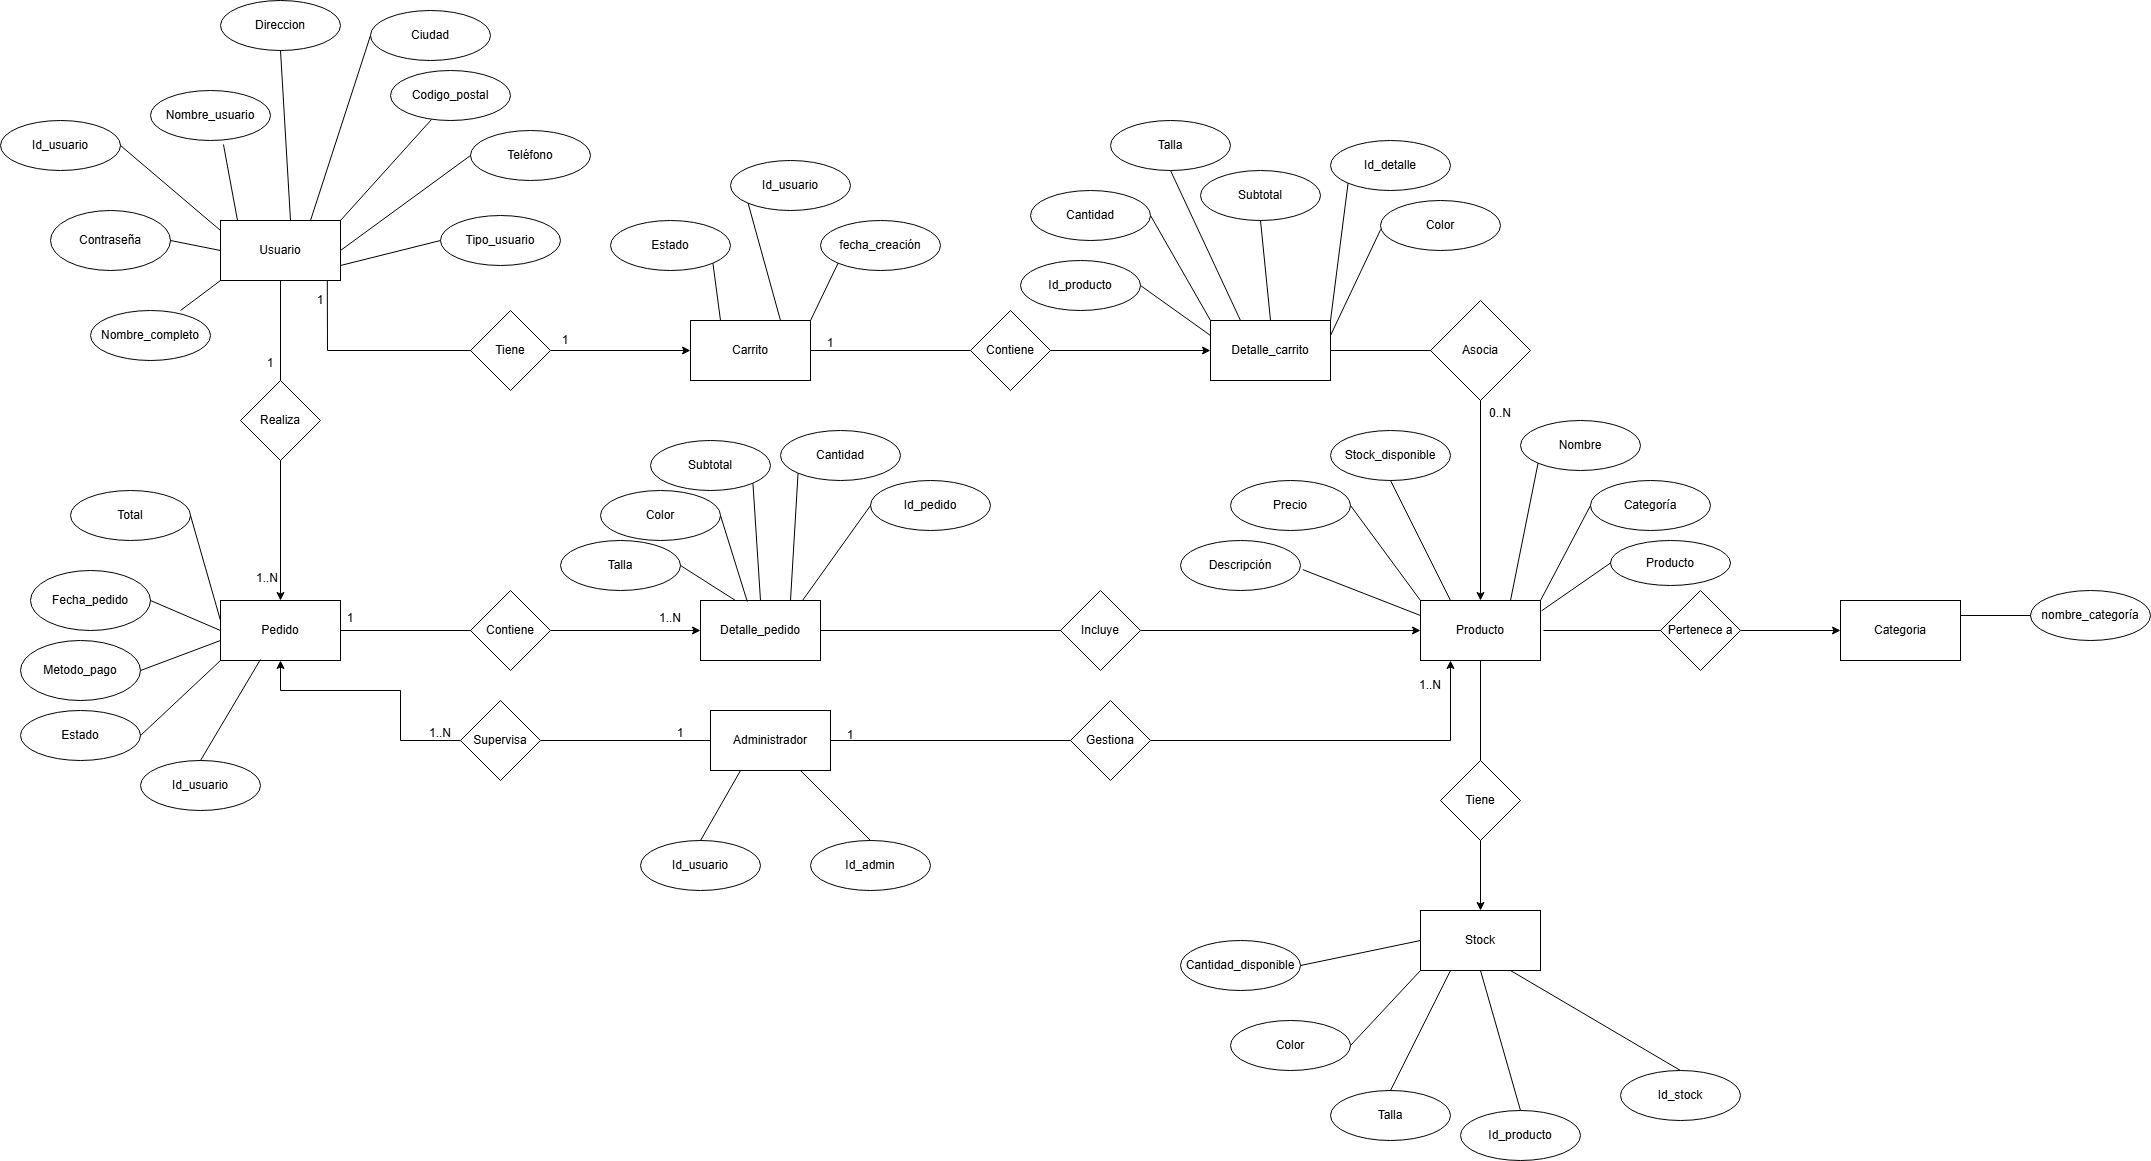 Direccion
Ciudad
Codigo_postal
Nombre_usuario
Id_usuario
Teléfono
Contraseña
Usuario
Tipo_usuario
Nombre_completo
1
1
Tiene
1
Estado
Id_usuario
fecha_creación
Carrito
1
Contiene
Talla
Id_detalle
Cantidad
Subtotal
Color
Id_producto
Detalle_carrito
Asocia
0..N
Realiza
1..N
Total
Fecha_pedido
Pedido
Metodo_pago
Estado
Id_usuario
1
Contiene
1..N
Subtotal
Cantidad
Color
Id_pedido
Talla
Detalle_pedido
Incluye
Stock_disponible
Nombre
Precio
Categoría
Descripción
Producto
Producto
Pertenece a
Categoria
nombre_categoría
1..N
Supervisa
1
Administrador
1
Gestiona
1..N
Id_usuario
Id_admin
Tiene
Stock
Cantidad_disponible
Color
Talla
Id_producto
Id_stock